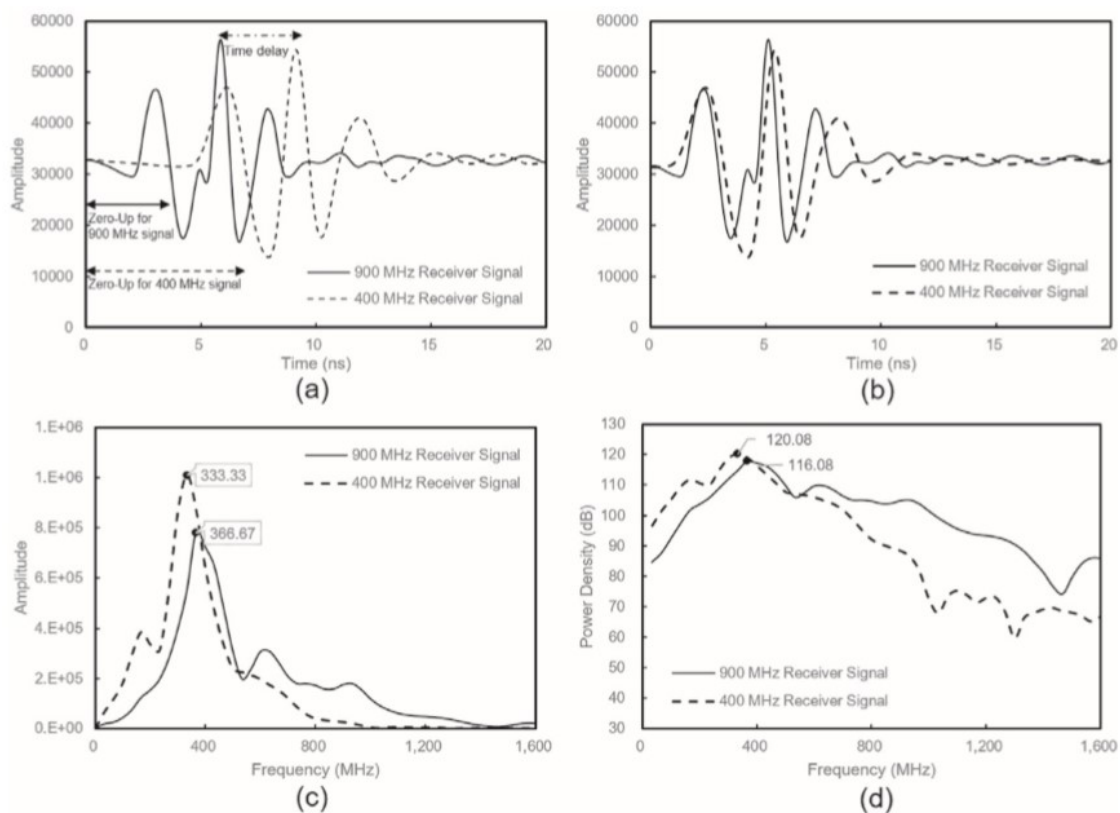 60000
50000
40000
30000
20000
10000
0
Amplitude
Time delay
Zero-Up for
900 MHz signal
Zero-Up for 400 MHz signal
900 MHz Receiver Signal
400 MHz Receiver Signal
0 5 10 15 20
Time (ns)
(a)
60000
50000
40000
30000
20000
10000
0
Amplitude
900 MHz Receiver Signal
400 MHz Receiver Signal
0 5 10 15 20
Time (ns)
(b)
1.E+06
1.E+06
8.E+05
6.E+05
4.E+05
2.E+05
0.E+00
Amplitude
333.33
366.67
900 MHz Receiver Signal
400 MHz Receiver Signal
0 400 800 1,200 1,600
Frequency (MHz)
(c)
130
120
110
100
90
80
70
60
50
40
30
Power Density (dB)
120.08
116.08
900 MHz Receiver Signal
400 MHz Receiver Signal
0 400 800 1,200 1,600
Frequency (MHz)
(d)